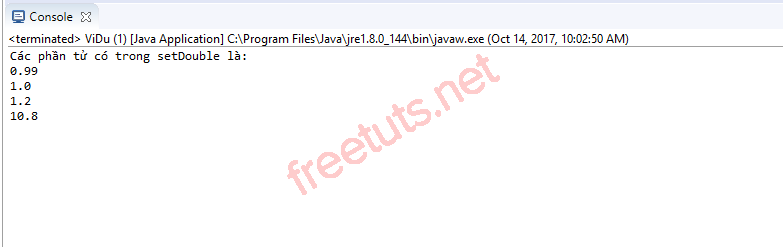 Console
<terminated> ViDu (1) [Java Application] C:\Program Files\Java\jre1.8.0_144\bin\javaw.exe (Oct 14, 2017, 10:02:50 AM)
Các phần tử có trong setDouble là:
0.99
1.0
1.2
10.8
freetuts.net